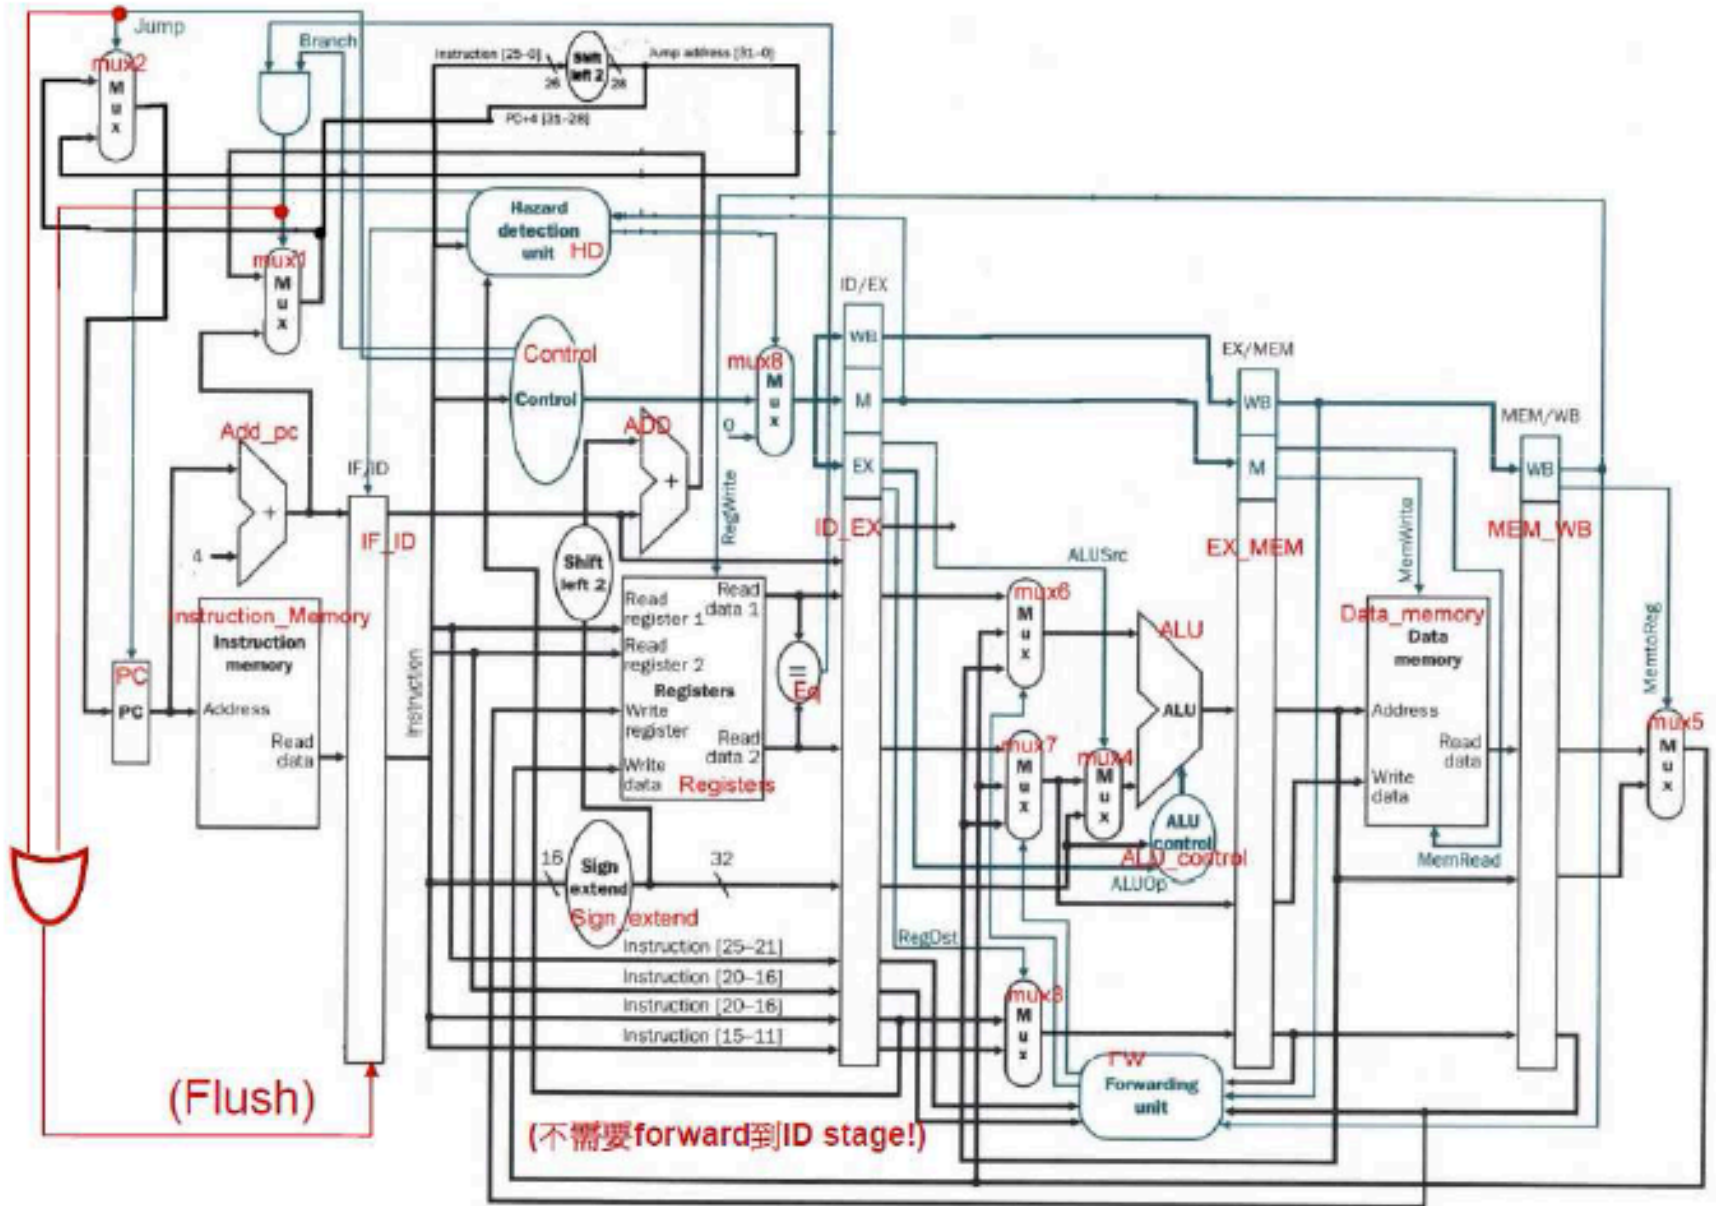 Jump
mux2
M
u
x
Branch
Instruction [25–0]
26
Shift
left 2
28
Jump address [31–0]
PC+4 [31–28]
Hazard
detection
unit
HD
mux1
M
u
x
Control
Control
mux8
M
u
x
0
ID/EX
WB
M
EX
ID_EX
EX/MEM
WB
M
EX_MEM
MEM/WB
WB
MEM_WB
Add_pc
+
4
IF/ID
IF_ID
ADD
+
Shift
left 2
RegWrite
nstruction_Memory
Instruction
memory
Address
Read
data
PC
PC
Instruction
Read
register 1
Read
register 2
Registers
Write
register
Write
data
Read
data 1
Read
data 2
Registers
=
Eq
ALUSrc
mux6
M
u
x
mux7
M
u
x
mux4
M
u
x
ALU
ALU
ALU
control
ALU_control
ALUOp
MemWrite
Data_memory
Data
memory
Address
Read
data
Write
data
MemRead
MemtoReg
mux5
M
u
x
16
Sign
extend
32
Sign_extend
Instruction [25–21]
Instruction [20–16]
Instruction [20–16]
Instruction [15–11]
RegDst
mux3
M
u
x
FW
Forwarding
unit
(Flush)
(不需要forward到ID stage!)